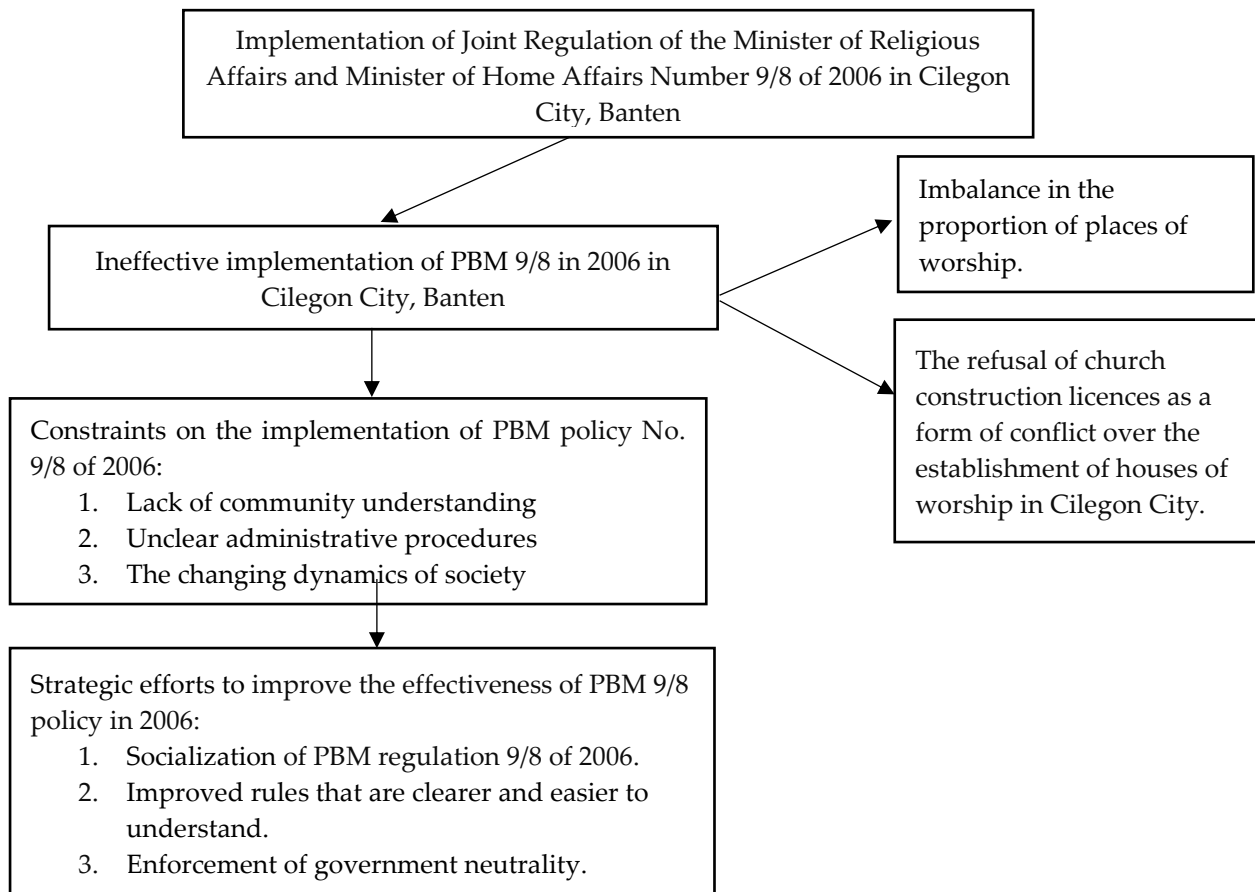 Implementation of Joint Regulation of the Minister of Religious
Affairs and Minister of Home Affairs Number 9/8 of 2006 in Cilegon
City, Banten
Ineffective implementation of PBM 9/8 in 2006 in
Cilegon City, Banten
Imbalance in the
proportion of places of
worship.
The refusal of church
construction licences as a
form of conflict over the
establishment of houses of
worship in Cilegon City.
Constraints on the implementation of PBM policy No.
9/8 of 2006:
1. Lack of community understanding
2. Unclear administrative procedures
3. The changing dynamics of society
Strategic efforts to improve the effectiveness of PBM 9/8
policy in 2006:
1. Socialization of PBM regulation 9/8 of 2006.
2. Improved rules that are clearer and easier to
understand.
3. Enforcement of government neutrality.